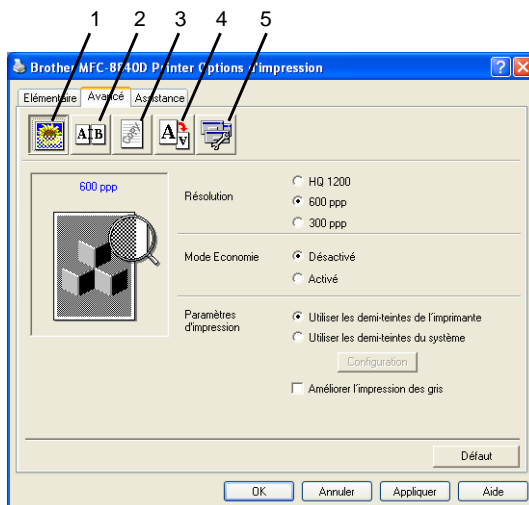 1 2 3 4 5
Brother MFC-8840D Printer Options d'impression
Elémentaire Avancé Assistance
A B
COPY
A A
600 ppp
Résolution
HQ 1200
600 ppp
300 ppp
Mode Economie
Désactivé
Activé
Paramètres
d'impression
Utiliser les demi-teintes de l'imprimante
Utiliser les demi-teintes du système
Configuration
Améliorer l'impression des gris
Défaut
OK Annuler Appliquer Aide